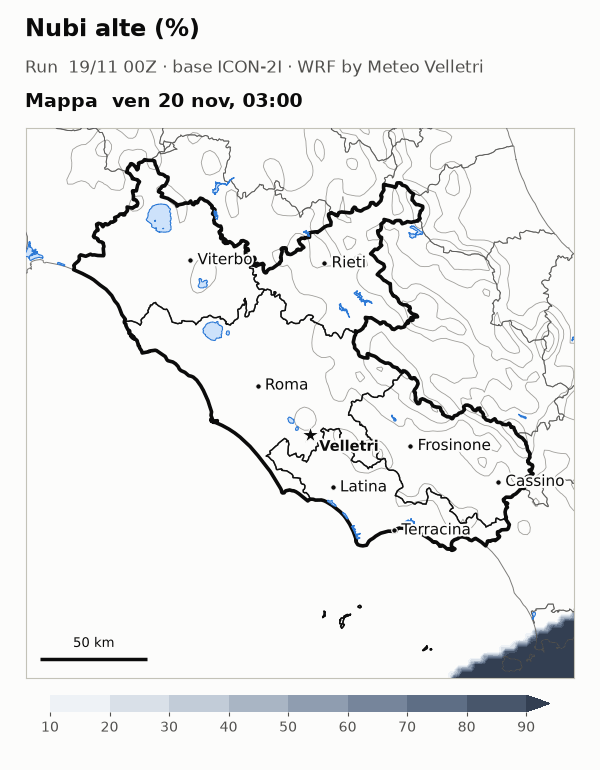 Nubi alte (%)
Run  19/11 00Z · base ICON-2I · WRF by Meteo Velletri
Mappa  ven 20 nov, 03:00
Viterbo
Rieti
Roma
Velletri
Frosinone
Cassino
Latina
Terracina
50 km
10 20 30 40 50 60 70 80 90